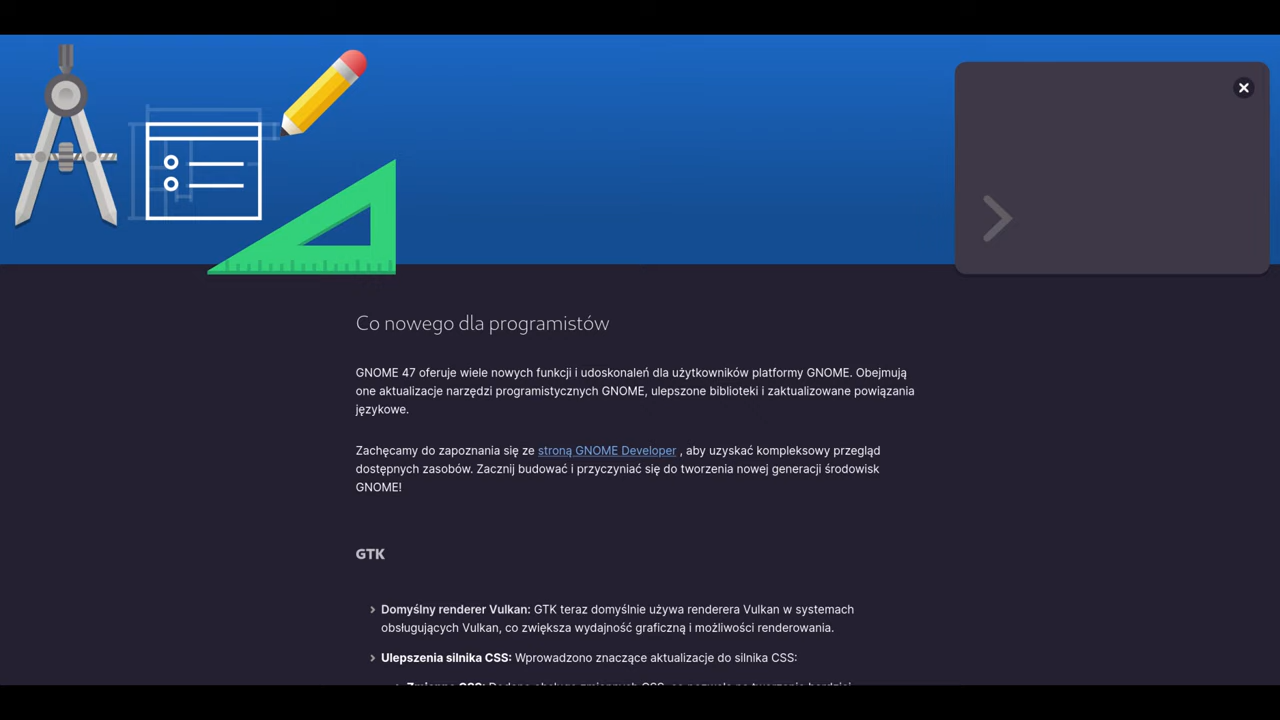 Co nowego dla programistów
GNOME 47 oferuje wiele nowych funkcji i udoskonaleń dla użytkowników platformy GNOME. Obejmują
one aktualizacje narzędzi programistycznych GNOME, ulepszone biblioteki i zaktualizowane powiązania
językowe.
Zachęcamy do zapoznania się ze stroną GNOME Developer , aby uzyskać kompleksowy przegląd
dostępnych zasobów. Zacznij budować i przyczyniać się do tworzenia nowej generacji środowisk
GNOME!
GTK
Domyślny renderer Vulkan: GTK teraz domyślnie używa renderera Vulkan w systemach
obsługujących Vulkan, co zwiększa wydajność graficzną i możliwości renderowania.
Ulepszenia silnika CSS: Wprowadzono znaczące aktualizacje do silnika CSS: